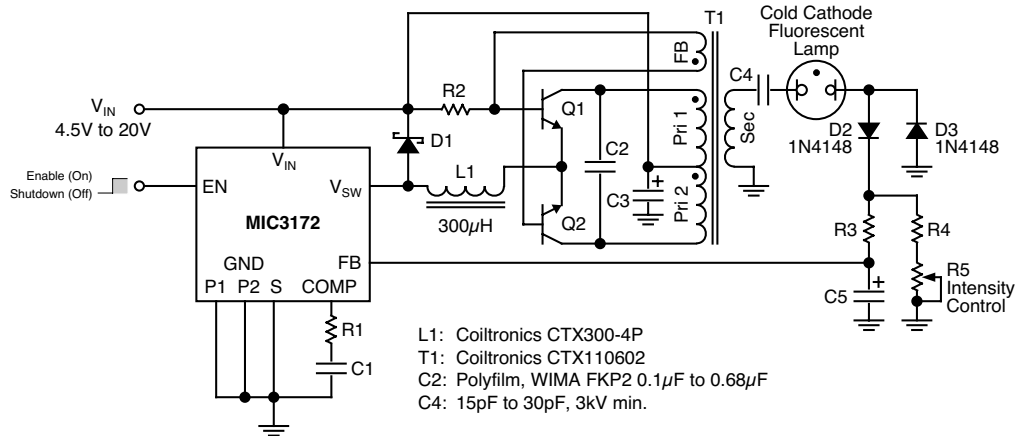 Cold Cathode
Fluorescent
Lamp
T1
FB
C4
R2
Q1
Pri 1
Sec
V_IN
4.5V to 20V
D1
D2
1N4148
D3
1N4148
C2
V_IN
L1
Enable (On)
Shutdown (Off)
EN
V_SW
C3
+
Pri 2
MIC3172
300µH
Q2
R3
R4
GND
FB
P1
P2
S
COMP
+
R5
Intensity
Control
C5
R1
C1
L1: Coiltronics CTX300-4P
T1: Coiltronics CTX110602
C2: Polyfilm, WIMA FKP2 0.1µF to 0.68µF
C4: 15pF to 30pF, 3kV min.